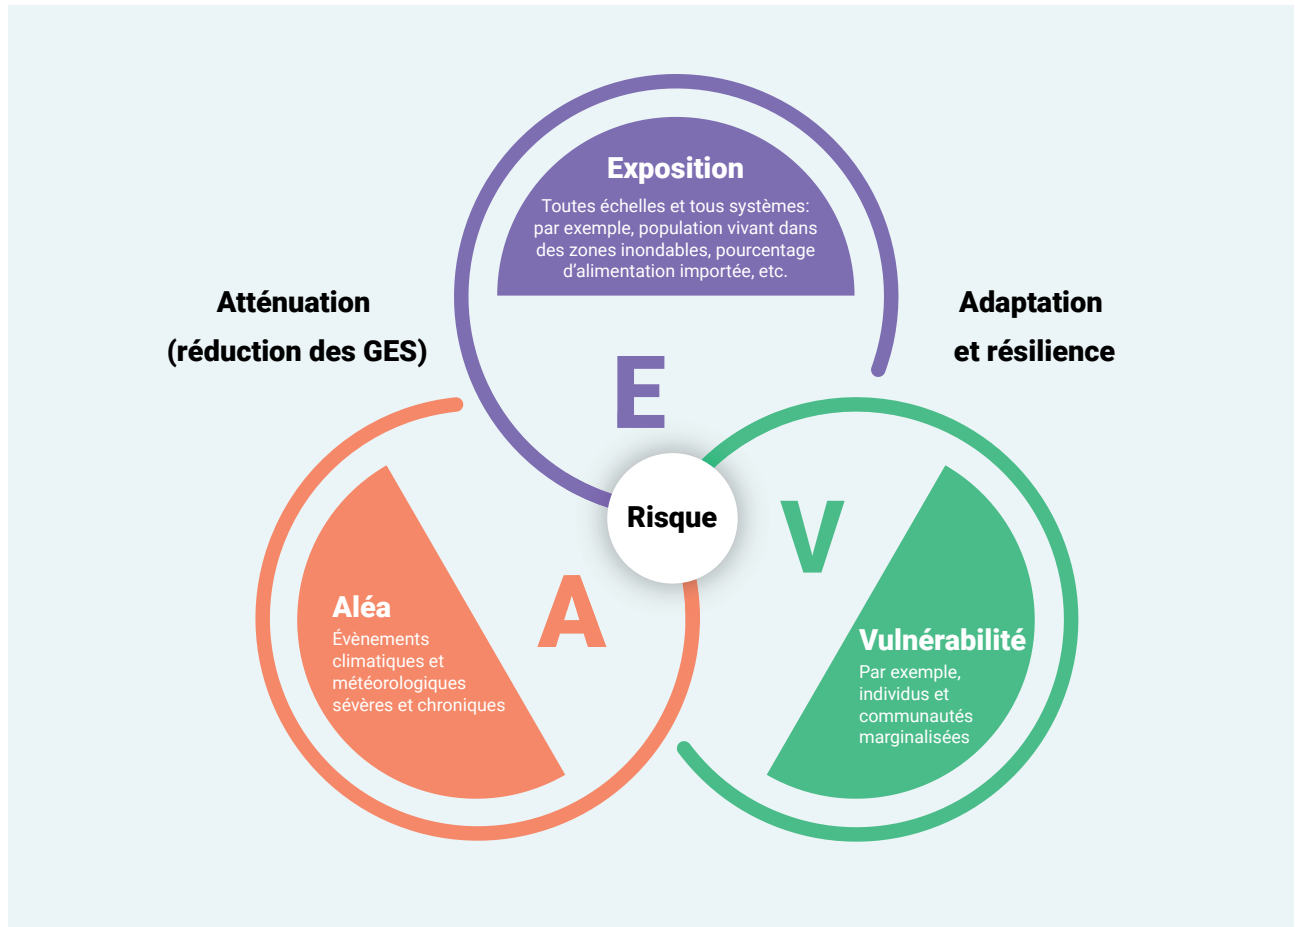 Exposition
Toutes échelles et tous systèmes:
par exemple, population vivant dans
des zones inondables, pourcentage
d’alimentation importée, etc.
Atténuation
(réduction des GES)
Adaptation
et résilience
E
Risque
V
A
Aléa
Évènements
climatiques et
météorologiques
sévères et chroniques
Vulnérabilité
Par exemple,
individus et
communautés
marginalisées